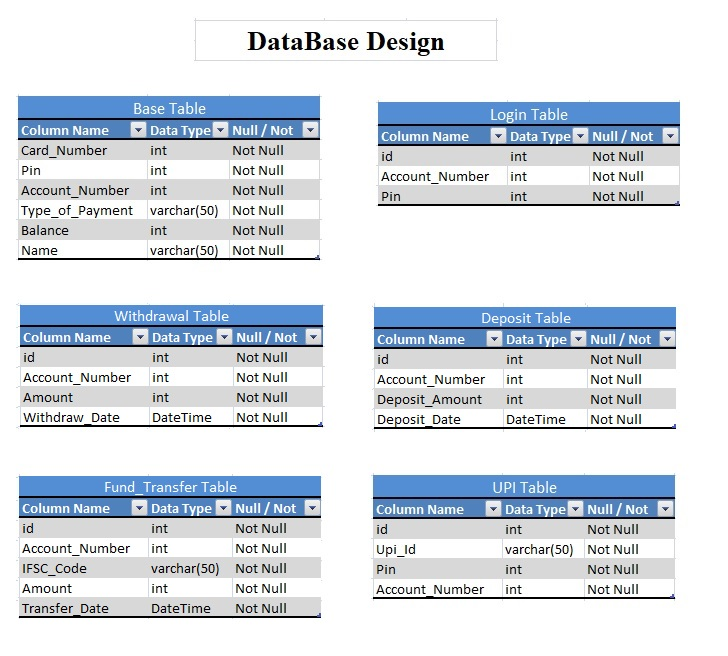 DataBase Design
Base Table
Column Name Data Type Null / Not
Card_Number int Not Null
Pin int Not Null
Account_Number int Not Null
Type_of_Payment varchar(50) Not Null
Balance int Not Null
Name varchar(50) Not Null
Login Table
Column Name Data Type Null / Not
id int Not Null
Account_Number int Not Null
Pin int Not Null
Withdrawal Table
Column Name Data Type Null / Not
id int Not Null
Account_Number int Not Null
Amount int Not Null
Withdraw_Date DateTime Not Null
Deposit Table
Column Name Data Type Null / Not
id int Not Null
Account_Number int Not Null
Deposit_Amount int Not Null
Deposit_Date DateTime Not Null
Fund_Transfer Table
Column Name Data Type Null / Not
id int Not Null
Account_Number int Not Null
IFSC_Code varchar(50) Not Null
Amount int Not Null
Transfer_Date DateTime Not Null
UPI Table
Column Name Data Type Null / Not
id int Not Null
Upi_Id varchar(50) Not Null
Pin int Not Null
Account_Number int Not Null